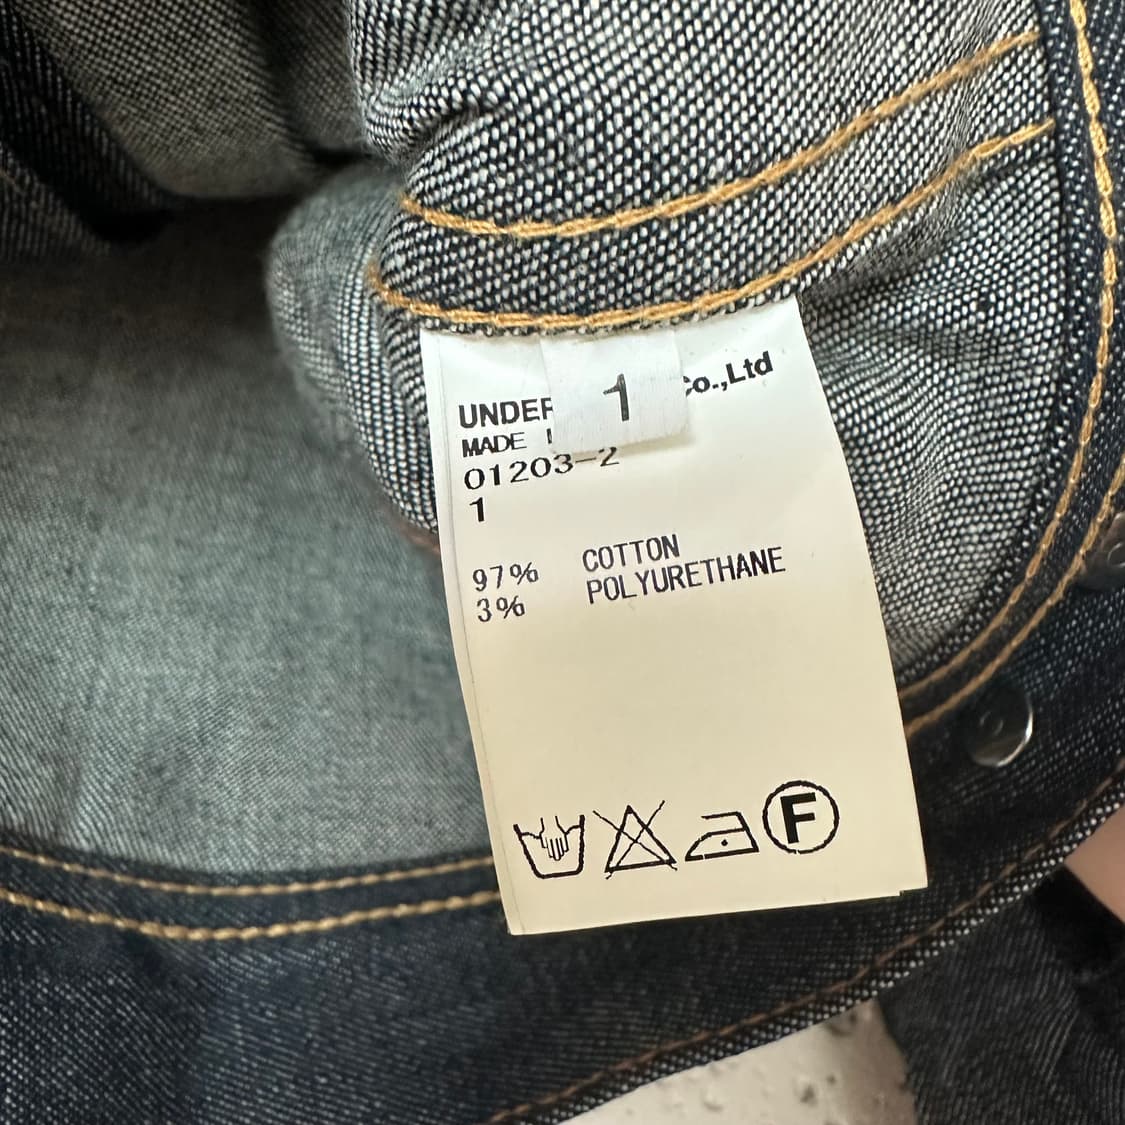 1
UNDER Co.,Ltd
MADE
01203-2
1
97% COTTON
3% POLYURETHANE
F